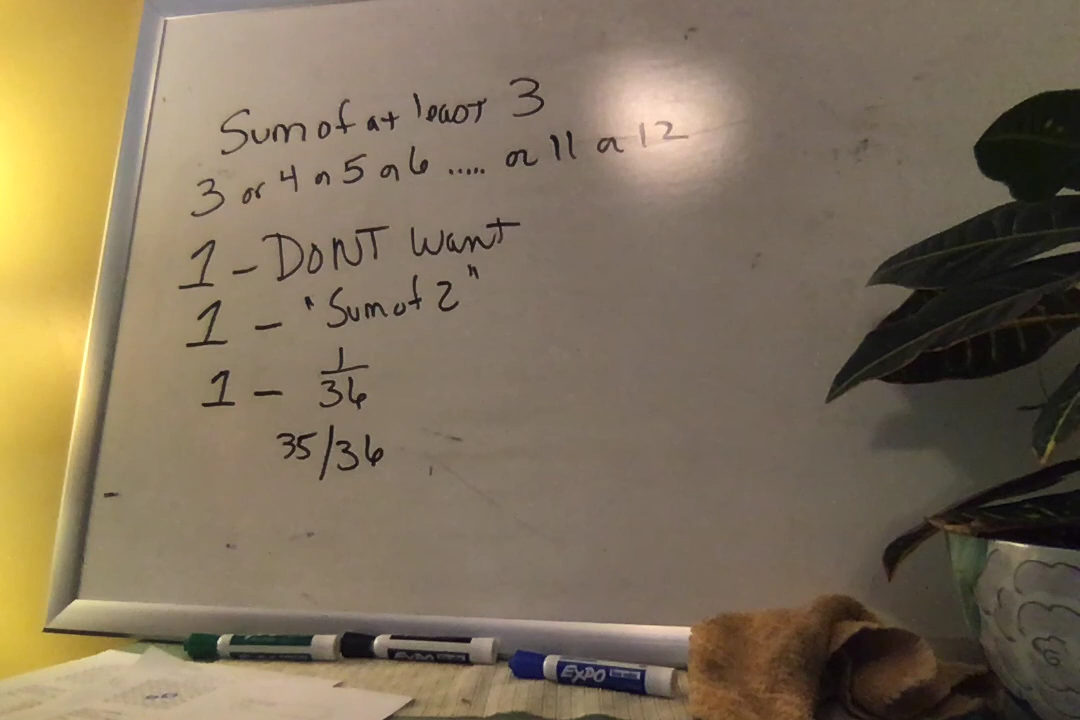 Sum of at least 3
3 or 4 or 5 or 6 ..... or 11 or 12
1 - DONT Want
1 - "Sum of 2"
1 - 1/36
35/36
EXPO